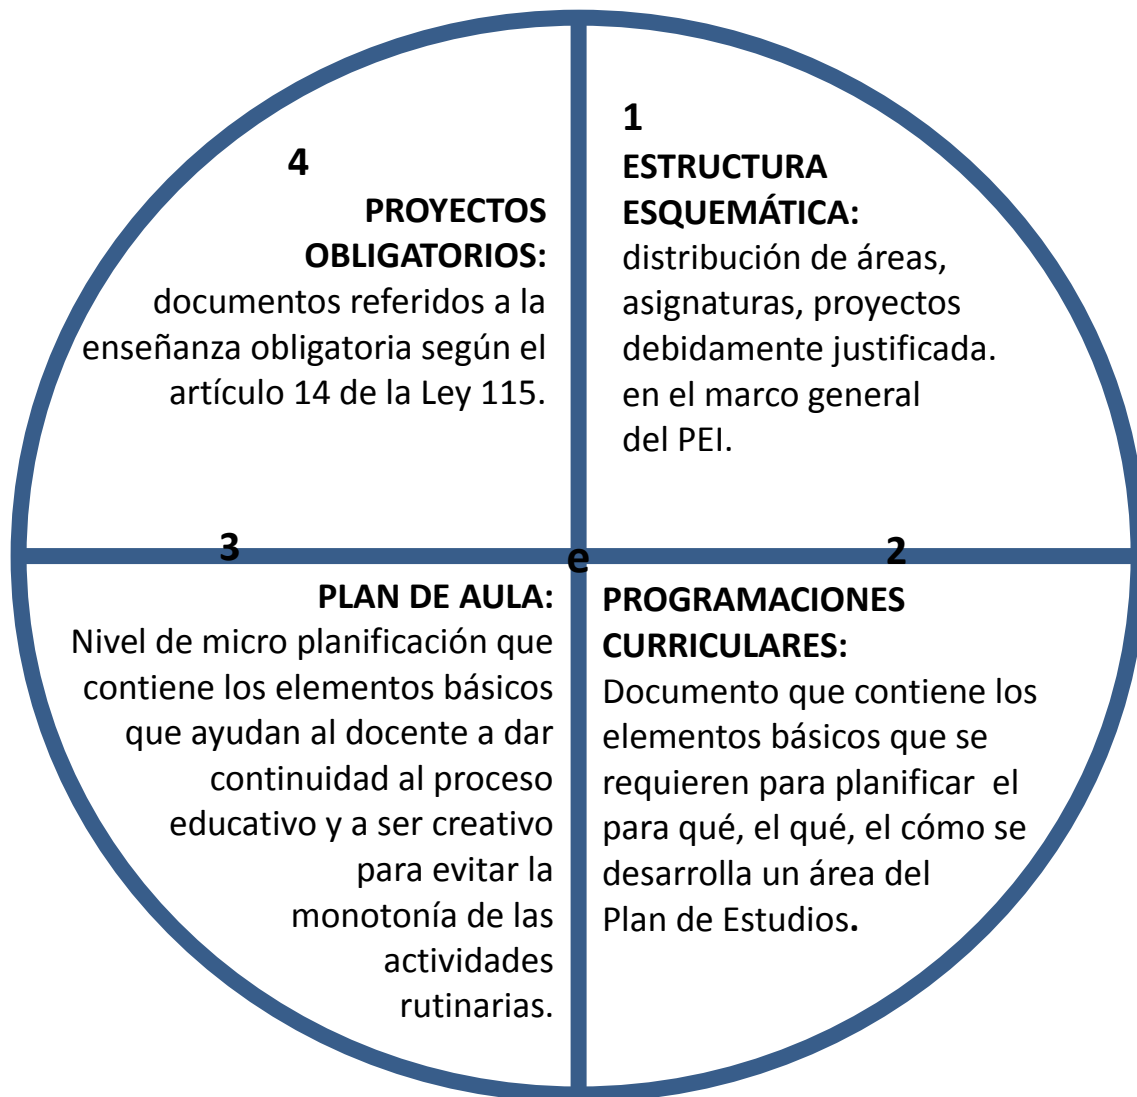 1
ESTRUCTURA
ESQUEMÁTICA:
distribución de áreas,
asignaturas, proyectos
debidamente justificada.
en el marco general
del PEI.
2
PROGRAMACIONES
CURRICULARES:
Documento que contiene los
elementos básicos que se
requieren para planificar el
para qué, el qué, el cómo se
desarrolla un área del
Plan de Estudios.
3
PLAN DE AULA:
Nivel de micro planificación que
contiene los elementos básicos
que ayudan al docente a dar
continuidad al proceso
educativo y a ser creativo
para evitar la
monotonía de las
actividades
rutinarias.
4
PROYECTOS
OBLIGATORIOS:
documentos referidos a la
enseñanza obligatoria según el
artículo 14 de la Ley 115.
e